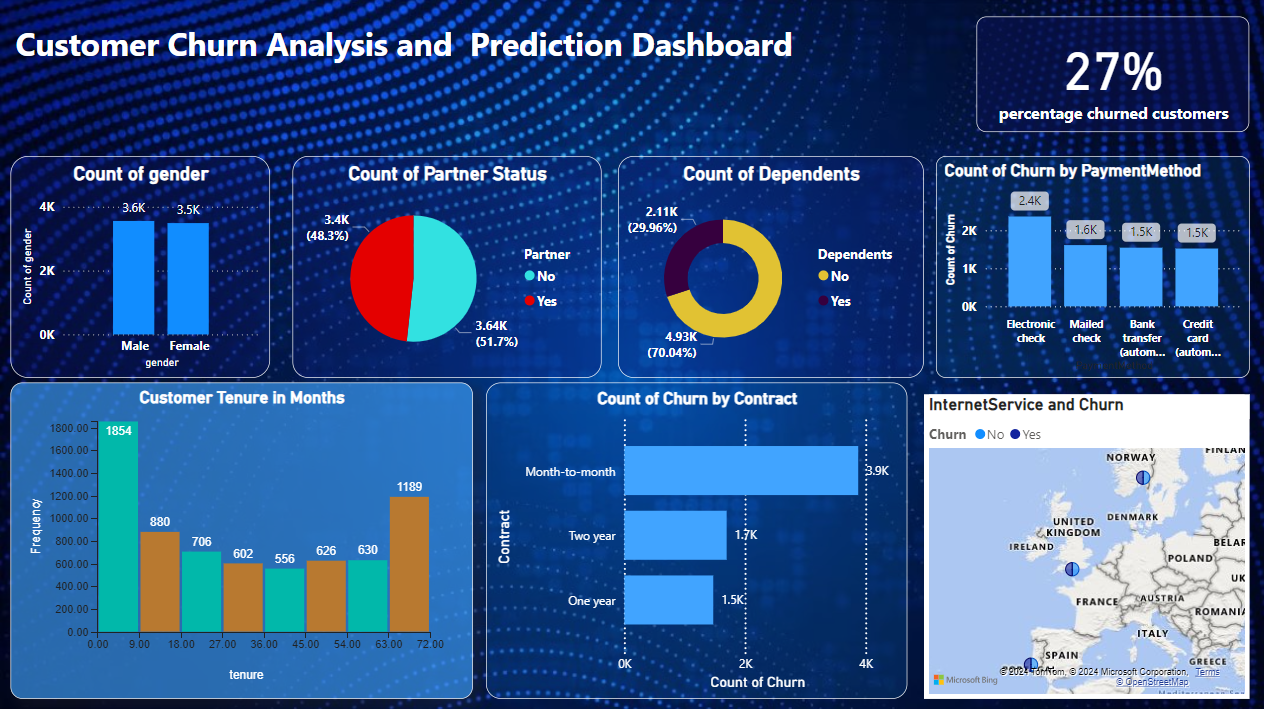 Customer Churn Analysis and Prediction Dashboard
27%
percentage churned customers
Count of gender
4K
2K
0K
Count of gender
3.6K
3.5K
Male
Female
gender
Count of Partner Status
3.4K
(48.3%)
3.64K
(51.7%)
Partner
No
Yes
Count of Dependents
2.11K
(29.96%)
4.93K
(70.04%)
Dependents
No
Yes
Count of Churn by PaymentMethod
Count of Churn
2K
1K
0K
2.4K
1.6K
1.5K
1.5K
Electronic
check
Mailed
check
Bank
transfer
(autom...
Credit
card
(autom...
Customer Tenure in Months
Frequency
1800.00
1600.00
1400.00
1200.00
1000.00
800.00
600.00
400.00
200.00
0.00
1854
880
706
602
556
626
630
1189
0.00
9.00
18.00
27.00
36.00
45.00
54.00
63.00
72.00
tenure
Count of Churn by Contract
Contract
Month-to-month
3.9K
Two year
1.7K
One year
1.5K
0K
2K
4K
Count of Churn
InternetService and Churn
Churn
No
Yes
NORWAY
FINLAN
DENMARK
UNITED
KINGDOM
IRELAND
BELAR
POLAND
UK
FRANCE
AUSTRIA
ROMANIA
ITALY
SPAIN
GREECE
© 2024 TomTom, © 2024 Microsoft Corporation, Terms
© OpenStreetMap
Microsoft Bing